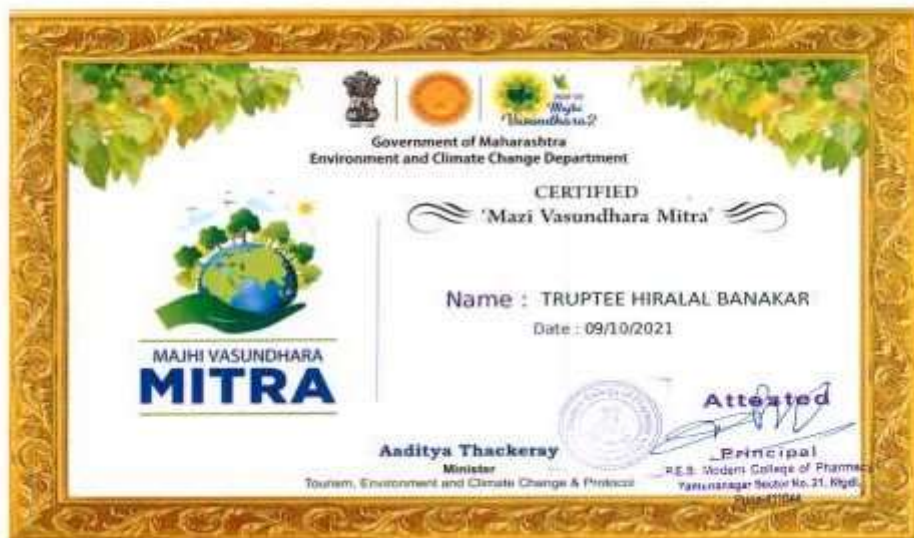 Majhi
Vasundhara2
Government of Maharashtra
Environment and Climate Change Department
CERTIFIED
'Mazi Vasundhara Mitra'
MAJHI VASUNDHARA
MITRA
Name : TRUPTEE HIRALAL BANAKAR
Date : 09/10/2021
Aaditya Thackeray
Minister
Tourism, Environment and Climate Change & Protocol
Attested
Principal
P.E.S. Modern College of Pharmacy
Yamunanagar Sector No. 21, Nigdi,